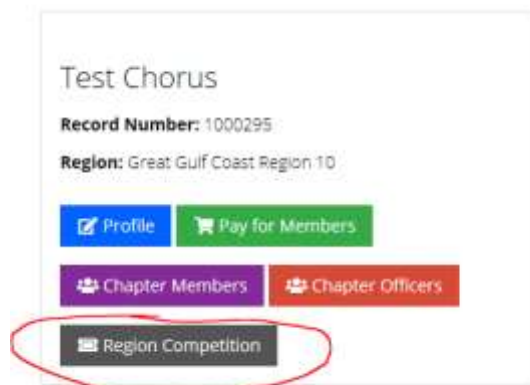 Test Chorus
Record Number: 1000295
Region: Great Gulf Coast Region 10
Profile Pay for Members
Chapter Members Chapter Officers
Region Competition